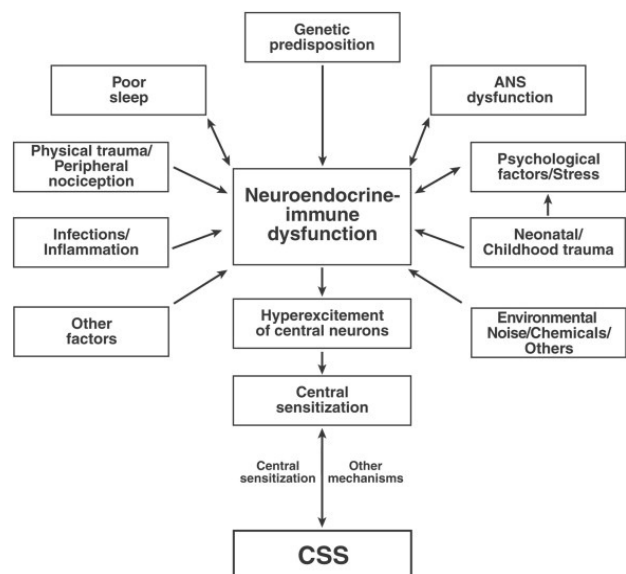 Genetic
predisposition
Poor
sleep
ANS
dysfunction
Physical trauma/
Peripheral
nociception
Neuroendocrine-
immune
dysfunction
Psychological
factors/Stress
Infections/
Inflammation
Neonatal/
Childhood trauma
Other
factors
Hyperexcitement
of central neurons
Environmental
Noise/Chemicals/
Others
Central
sensitization
Central
sensitization
Other
mechanisms
CSS